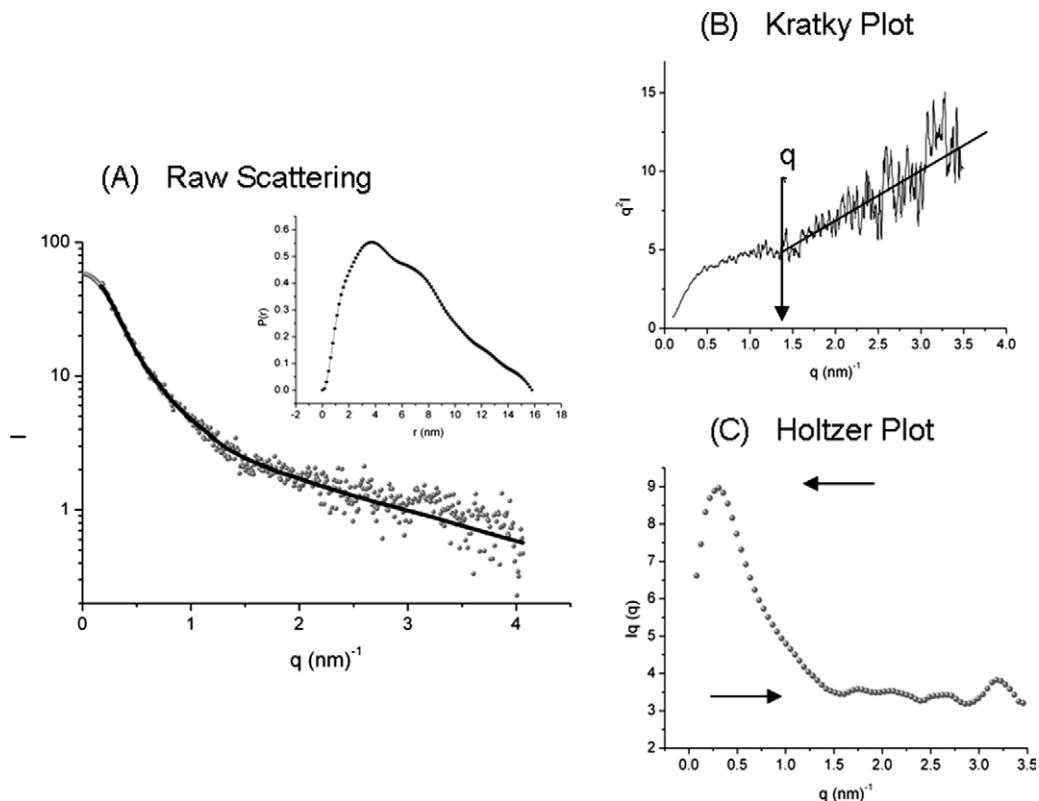 (A) Raw Scattering
100
10
1
I
0 1 2 3 4
q (nm)⁻¹
0.6
0.5
0.4
0.3
0.2
0.1
0.0
P(r)
-2 0 2 4 6 8 10 12 14 16 18
r (nm)
(B) Kratky Plot
15
10
5
0
q²I
q
0.0 0.5 1.0 1.5 2.0 2.5 3.0 3.5 4.0
q (nm)⁻¹
(C) Holtzer Plot
9
8
7
6
5
4
3
2
Iq (q)
0.0 0.5 1.0 1.5 2.0 2.5 3.0 3.5
q (nm)⁻¹